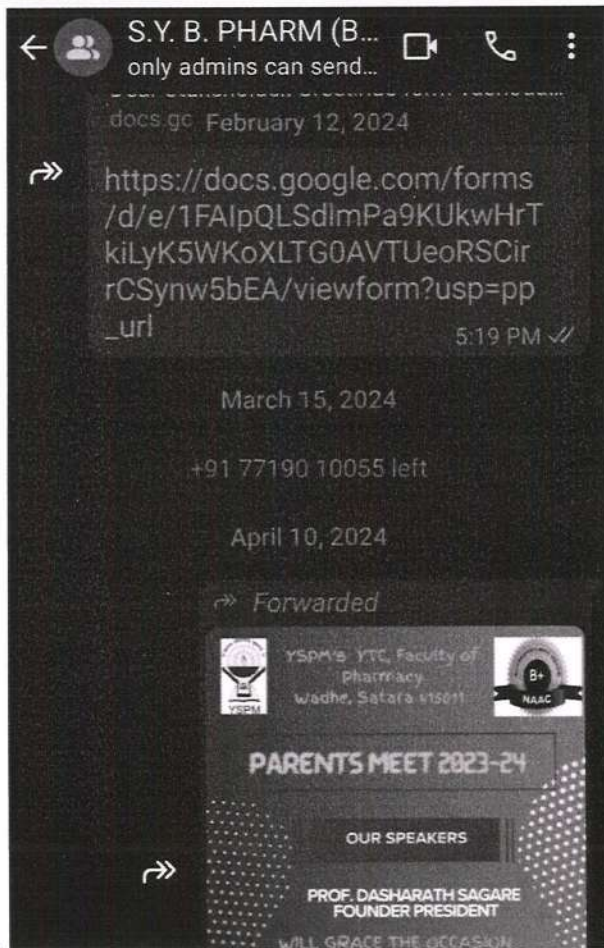 S.Y. B. PHARM (B...
only admins can send...
docs.gc February 12, 2024
https://docs.google.com/forms
/d/e/1FAIpQLSdlmPa9KUkwHrT
kiLyK5WKoXLTG0AVTUeoRSCir
rCSynw5bEA/viewform?usp=pp
_url
5:19 PM
March 15, 2024
+91 77190 10055 left
April 10, 2024
Forwarded
YSPM's YTC, Faculty of
Pharmacy
Wadhe, Satara 415011
YSPM
B+
NAAC
PARENTS MEET 2023-24
OUR SPEAKERS
PROF. DASHARATH SAGARE
FOUNDER PRESIDENT
WILL GRACE THE OCCASION